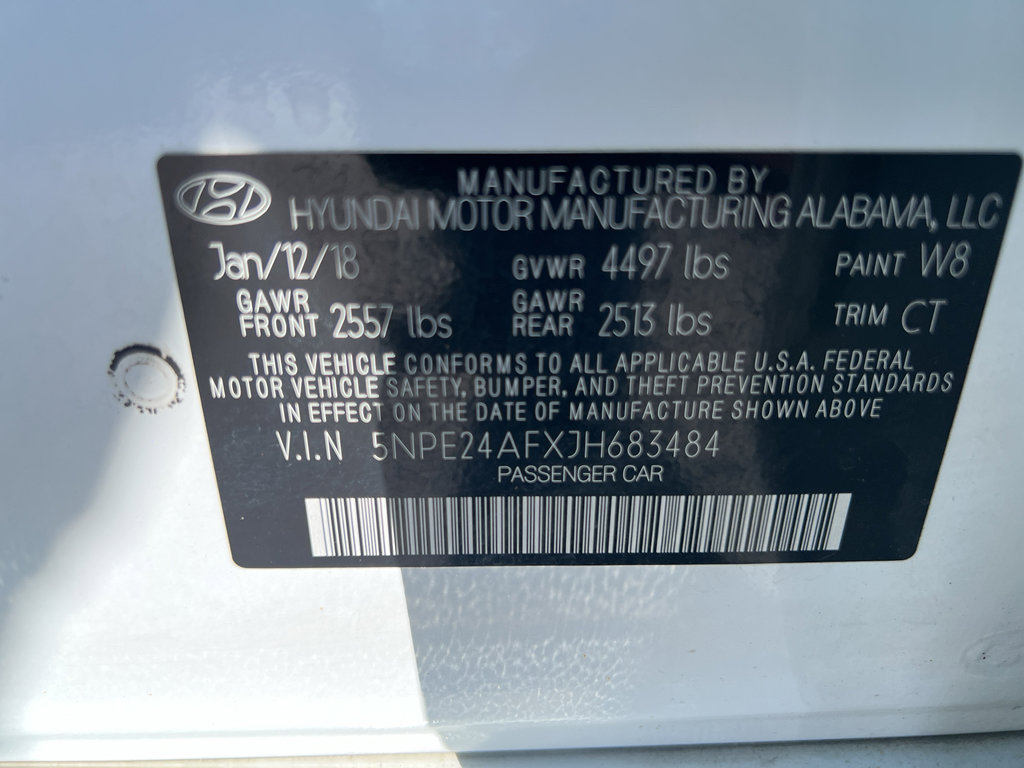 MANUFACTURED BY
HYUNDAI MOTOR MANUFACTURING ALABAMA, LLC
Jan/12/18 GVWR 4497 lbs PAINT W8
GAWR FRONT 2557 lbs GAWR REAR 2513 lbs TRIM CT
THIS VEHICLE CONFORMS TO ALL APPLICABLE U.S.A. FEDERAL
MOTOR VEHICLE SAFETY, BUMPER, AND THEFT PREVENTION STANDARDS
IN EFFECT ON THE DATE OF MANUFACTURE SHOWN ABOVE
V.I.N 5NPE24AFXJH683484
PASSENGER CAR